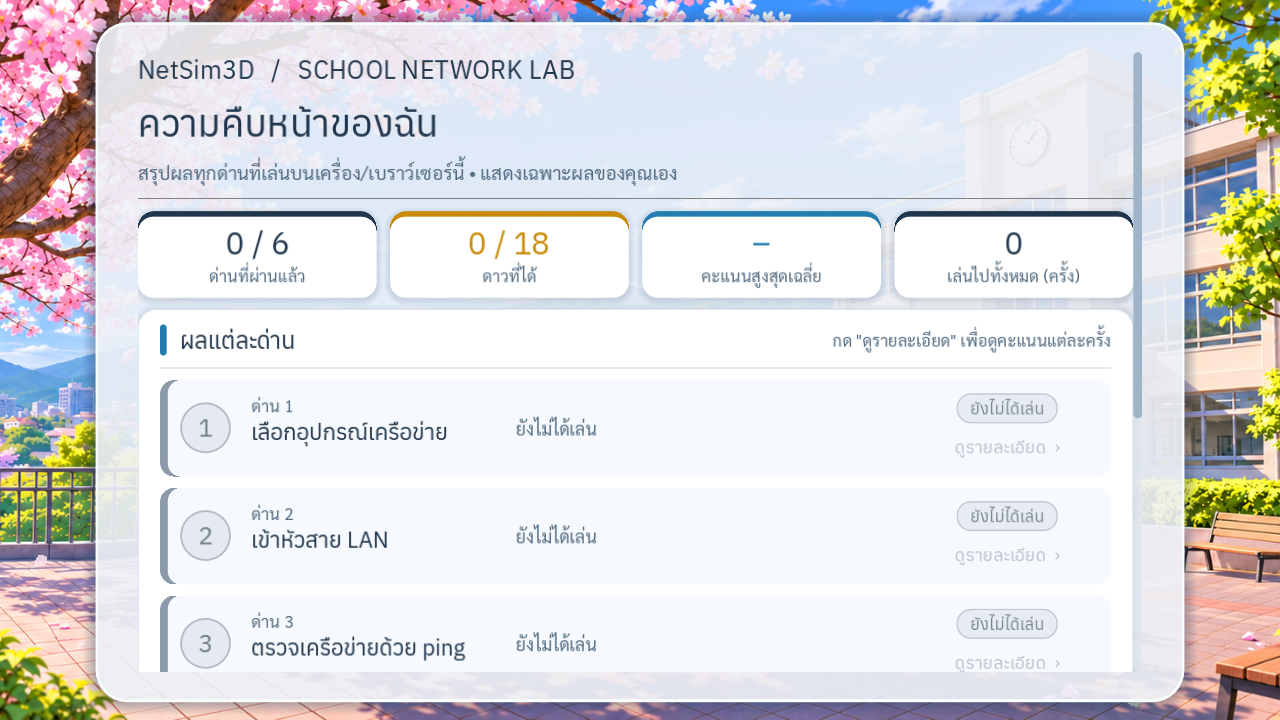 NetSim3D / SCHOOL NETWORK LAB
ความคืบหน้าของฉัน
สรุปผลทุกด่านที่เล่นบนเครื่อง/เบราว์เซอร์นี้ • แสดงเฉพาะผลของคุณเอง
0 / 6
ด่านที่ผ่านแล้ว
0 / 18
ดาวที่ได้
–
คะแนนสูงสุดเฉลี่ย
0
เล่นไปทั้งหมด (ครั้ง)
ผลแต่ละด่าน
กด "ดูรายละเอียด" เพื่อดูคะแนนแต่ละครั้ง
1
ด่าน 1
เลือกอุปกรณ์เครือข่าย
ยังไม่ได้เล่น
ยังไม่ได้เล่น
ดูรายละเอียด ›
2
ด่าน 2
เข้าหัวสาย LAN
ยังไม่ได้เล่น
ยังไม่ได้เล่น
ดูรายละเอียด ›
3
ด่าน 3
ตรวจเครือข่ายด้วย ping
ยังไม่ได้เล่น
ยังไม่ได้เล่น
ดูรายละเอียด ›